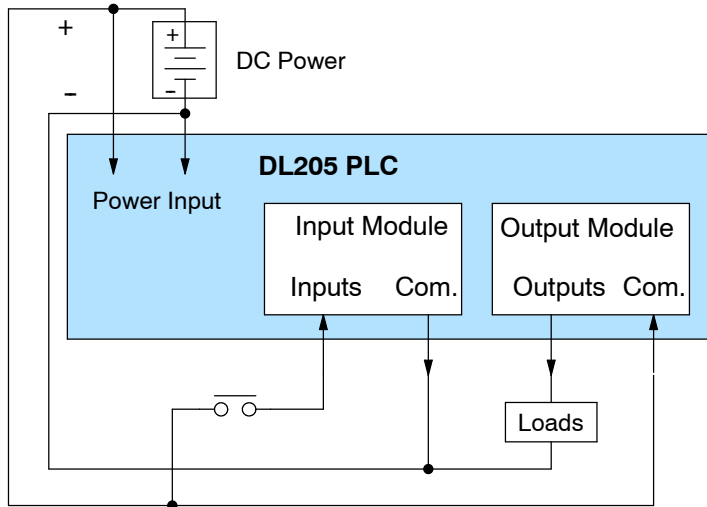 +
+
DC Power
-
-
DL205 PLC
Power Input
Input Module
Output Module
Inputs Com.
Outputs Com.
Loads